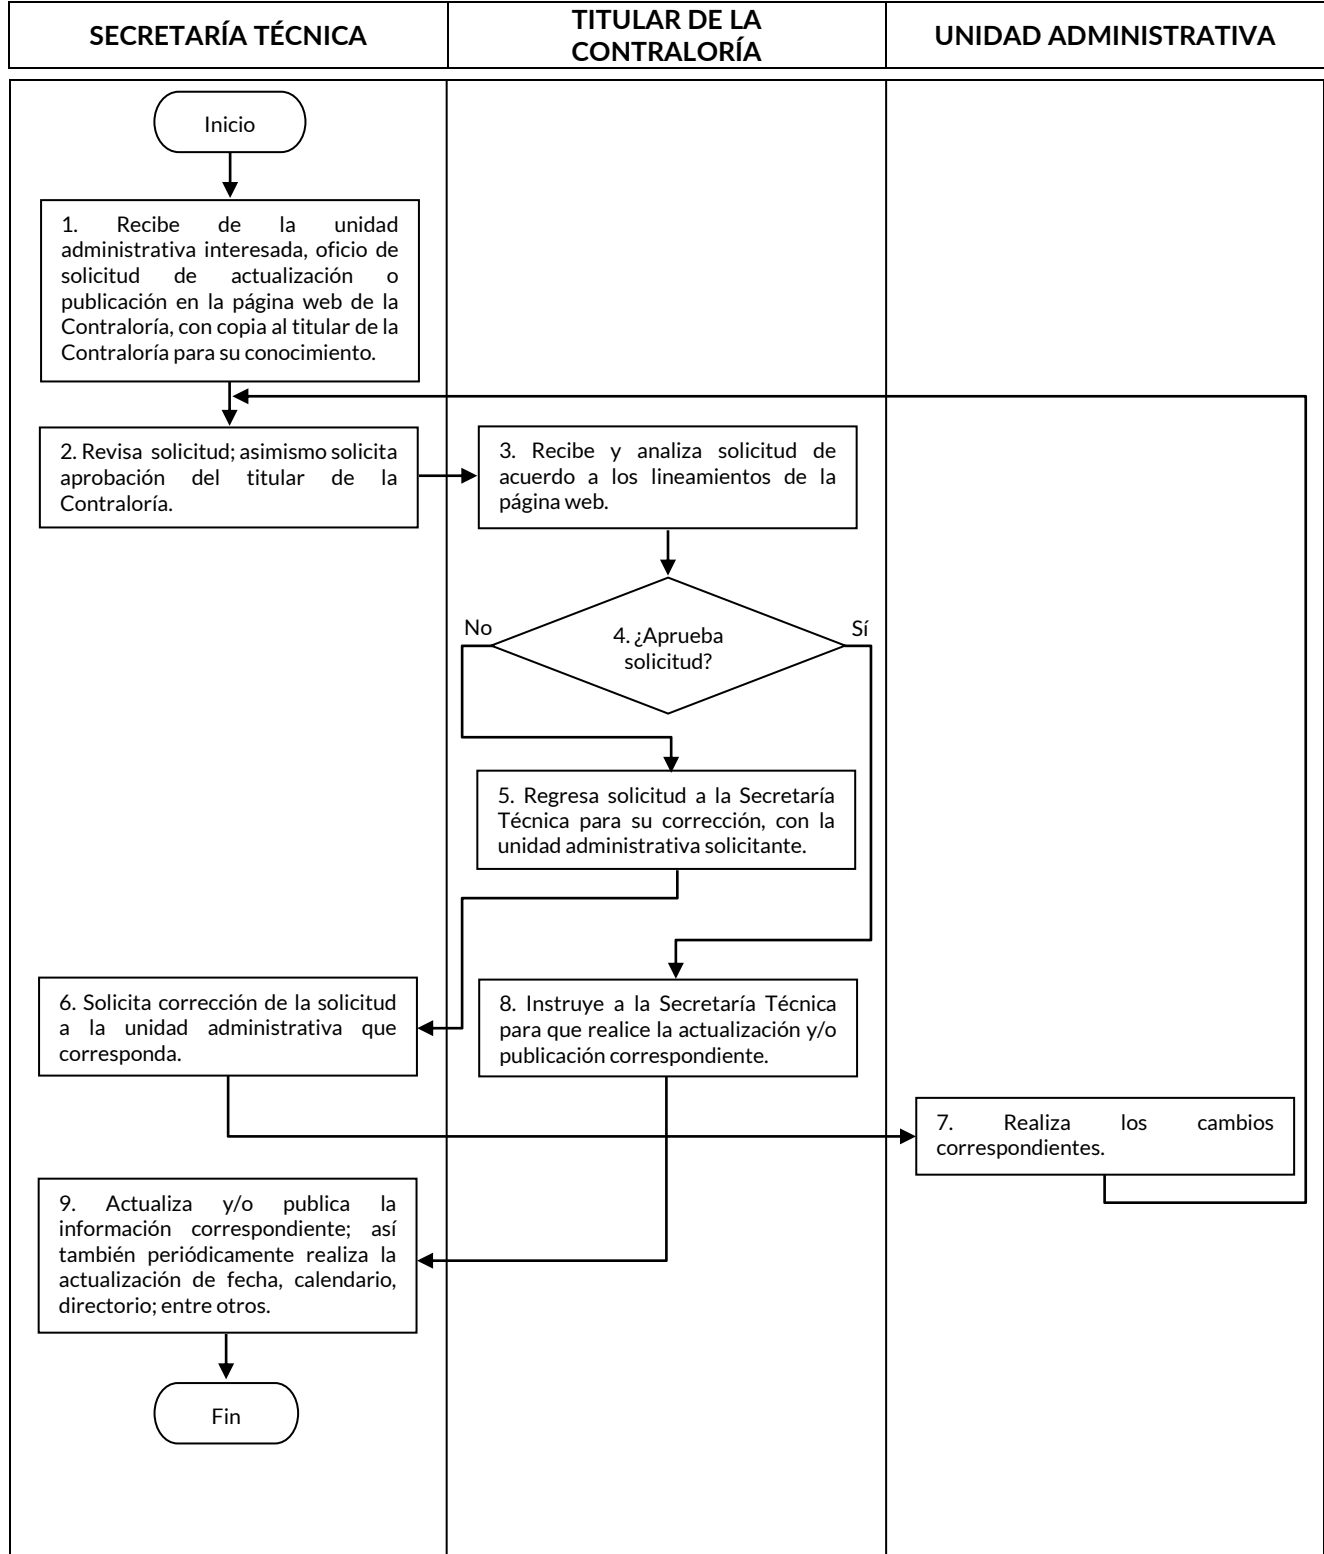 SECRETARÍA TÉCNICA
TITULAR DE LA
CONTRALORÍA
UNIDAD ADMINISTRATIVA
Inicio
1. Recibe de la unidad
administrativa interesada, oficio de
solicitud de actualización o
publicación en la página web de la
Contraloría, con copia al titular de la
Contraloría para su conocimiento.
2. Revisa solicitud; asimismo solicita
aprobación del titular de la
Contraloría.
3. Recibe y analiza solicitud de
acuerdo a los lineamientos de la
página web.
No
4. ¿Aprueba
solicitud?
Sí
5. Regresa solicitud a la Secretaría
Técnica para su corrección, con la
unidad administrativa solicitante.
6. Solicita corrección de la solicitud
a la unidad administrativa que
corresponda.
8. Instruye a la Secretaría Técnica
para que realice la actualización y/o
publicación correspondiente.
7. Realiza los cambios
correspondientes.
9. Actualiza y/o publica la
información correspondiente; así
también periódicamente realiza la
actualización de fecha, calendario,
directorio; entre otros.
Fin